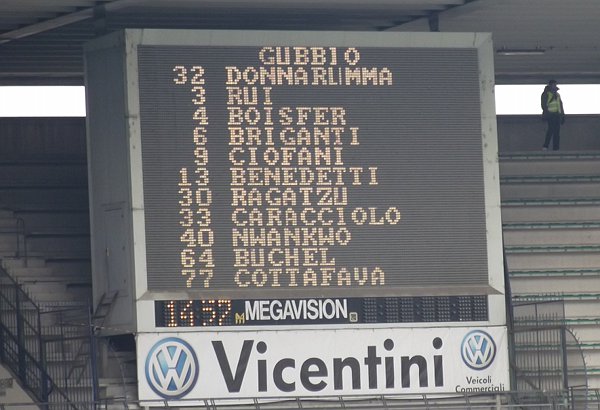 GUBBIO
32 DONNARUMMA
3 RUI
4 BOISFER
6 BRIGANTI
9 CIOFANI
13 BENEDETTI
30 RAGATZU
33 CARACCIOLO
40 NWANKWO
64 BUCHEL
77 COTTAFAVA
14:57 MEGAVISION
Vicentini
Veicoli
Commerciali